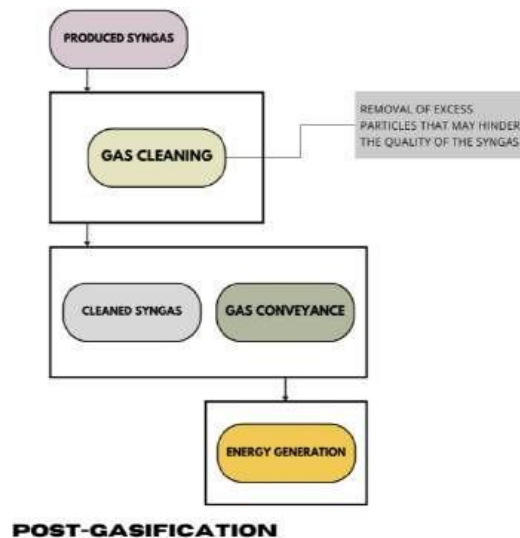 PRODUCED SYNGAS
GAS CLEANING
REMOVAL OF EXCESS
PARTICLES THAT MAY HINDER
THE QUALITY OF THE SYNGAS
CLEANED SYNGAS
GAS CONVEYANCE
ENERGY GENERATION
POST-GASIFICATION